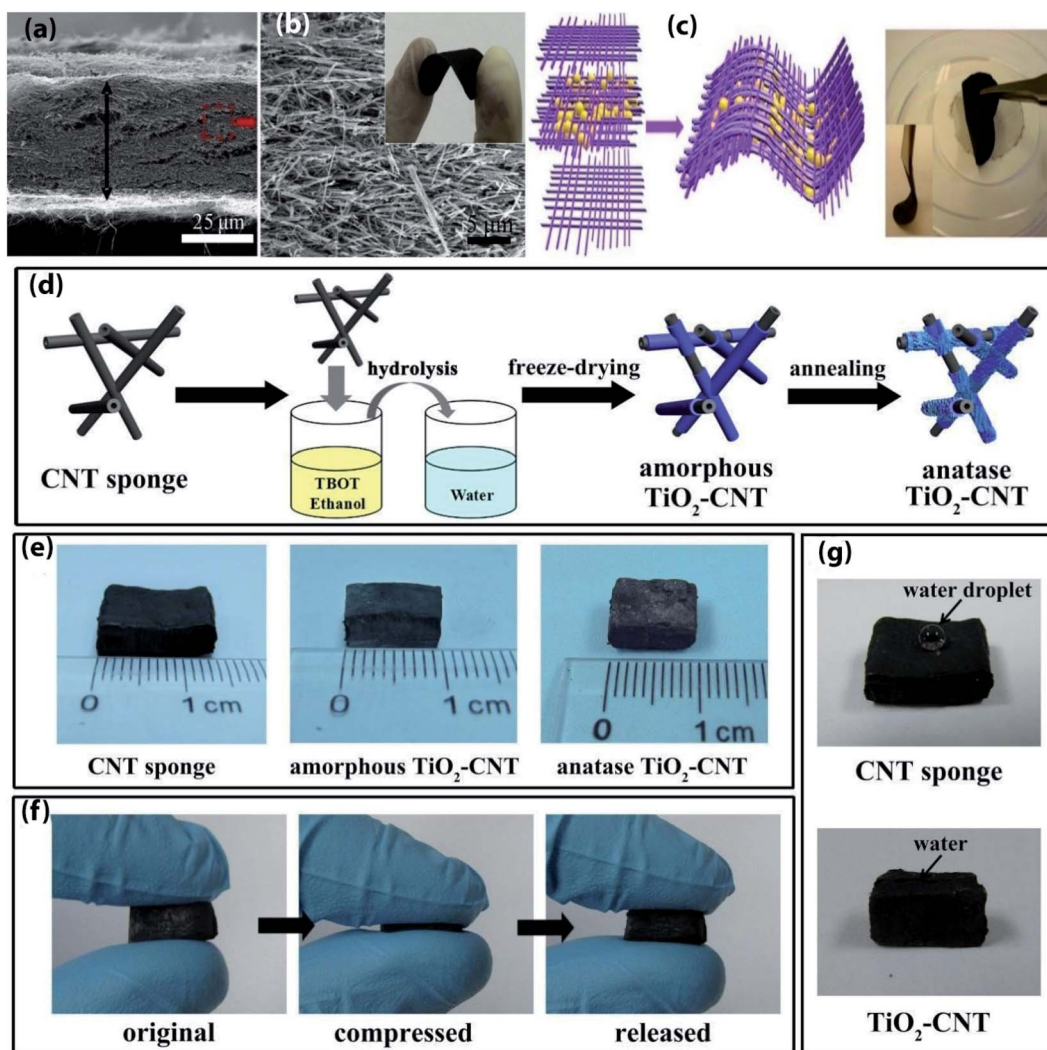 (a)
25 µm
(b)
5 µm
(c)
(d)
CNT sponge
hydrolysis
TBOT
Ethanol
Water
freeze-drying
amorphous
TiO₂-CNT
annealing
anatase
TiO₂-CNT
(e)
0 1 cm
CNT sponge
0 1 cm
amorphous TiO₂-CNT
0 1 cm
anatase TiO₂-CNT
(f)
original
compressed
released
(g)
water droplet
CNT sponge
water
TiO₂-CNT